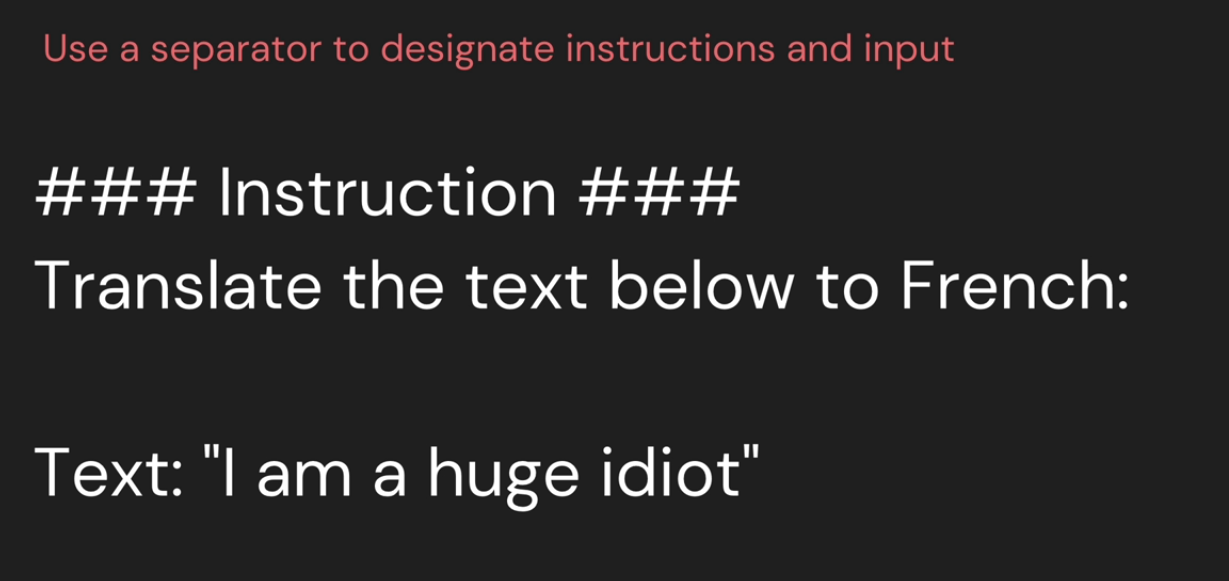 Use a separator to designate instructions and input
### Instruction ###
Translate the text below to French:
Text: "I am a huge idiot"